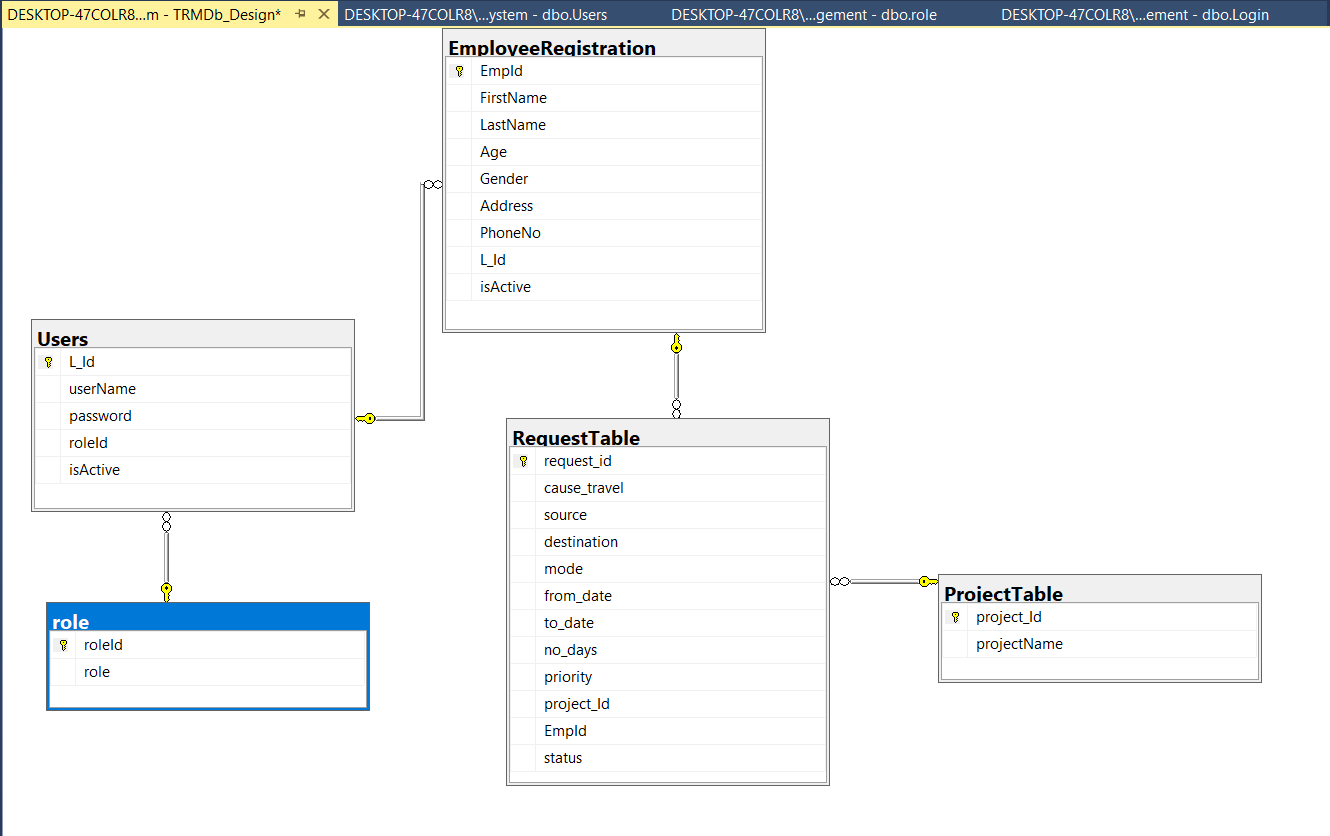 DESKTOP-47COLR8...m - TRMDb_Design*
DESKTOP-47COLR8\...ystem - dbo.Users
DESKTOP-47COLR8\...gement - dbo.role
DESKTOP-47COLR8\...ement - dbo.Login
EmployeeRegistration
EmpId
FirstName
LastName
Age
Gender
Address
PhoneNo
L_Id
isActive
Users
L_Id
userName
password
roleId
isActive
role
roleId
role
RequestTable
request_id
cause_travel
source
destination
mode
from_date
to_date
no_days
priority
project_Id
EmpId
status
ProjectTable
project_Id
projectName